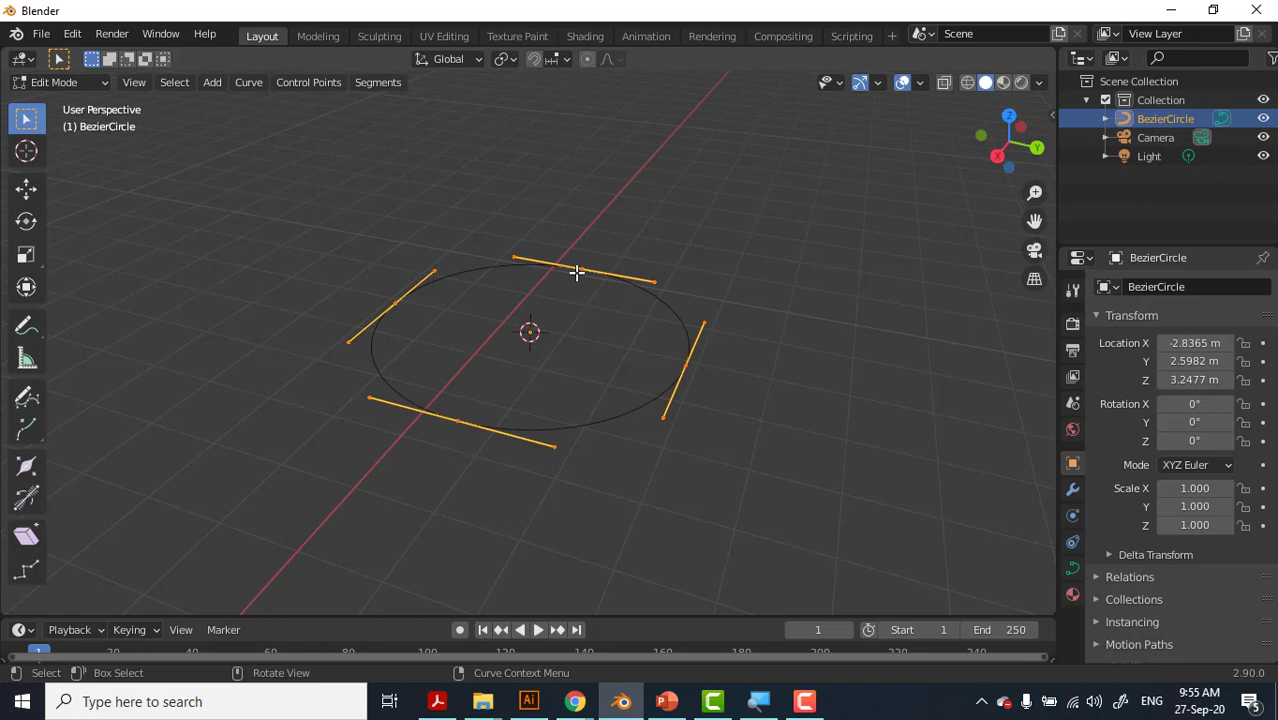 Blender
File Edit Render Window Help
Layout Modeling Sculpting UV Editing Texture Paint Shading Animation Rendering Compositing Scripting
Scene
View Layer
Global
Edit Mode View Select Add Curve Control Points Segments
User Perspective
(1) BezierCircle
Z
Y
X
Scene Collection
Collection
BezierCircle
Camera
Light
BezierCircle
BezierCircle
Transform
Location X -2.8365 m
Y 2.5982 m
Z 3.2477 m
Rotation X 0°
Y 0°
Z 0°
Mode XYZ Euler
Scale X 1.000
Y 1.000
Z 1.000
Delta Transform
Relations
Collections
Instancing
Motion Paths
Playback Keying View Marker
1 Start 1 End 250
1 20 40 60 80 100 120 140 160 180 200 220 240
Select Box Select Rotate View Curve Context Menu 2.90.0
Type here to search
ENG
9:55 AM
27-Sep-20
5